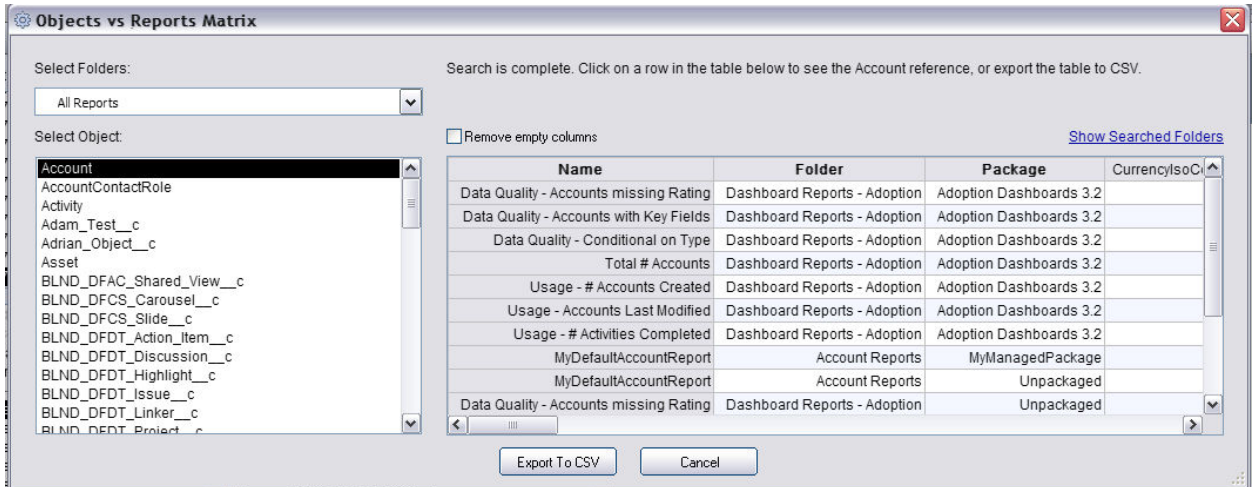 Objects vs Reports Matrix
Select Folders:
Search is complete. Click on a row in the table below to see the Account reference, or export the table to CSV.
All Reports
Select Object:
Remove empty columns
Show Searched Folders
Account
AccountContactRole
Activity
Adam_Test__c
Adrian_Object__c
Asset
BLND_DFAC_Shared_View__c
BLND_DFCS_Carousel__c
BLND_DFCS_Slide__c
BLND_DFDT_Action_Item__c
BLND_DFDT_Discussion__c
BLND_DFDT_Highlight__c
BLND_DFDT_Issue__c
BLND_DFDT_Linker__c
BLND_DFDT_Project__c
Name Folder Package CurrencyIsoC
Data Quality - Accounts missing Rating Dashboard Reports - Adoption Adoption Dashboards 3.2
Data Quality - Accounts with Key Fields Dashboard Reports - Adoption Adoption Dashboards 3.2
Data Quality - Conditional on Type Dashboard Reports - Adoption Adoption Dashboards 3.2
Total # Accounts Dashboard Reports - Adoption Adoption Dashboards 3.2
Usage - # Accounts Created Dashboard Reports - Adoption Adoption Dashboards 3.2
Usage - Accounts Last Modified Dashboard Reports - Adoption Adoption Dashboards 3.2
Usage - # Activities Completed Dashboard Reports - Adoption Adoption Dashboards 3.2
MyDefaultAccountReport Account Reports MyManagedPackage
MyDefaultAccountReport Account Reports Unpackaged
Data Quality - Accounts missing Rating Dashboard Reports - Adoption Unpackaged
Export To CSV
Cancel